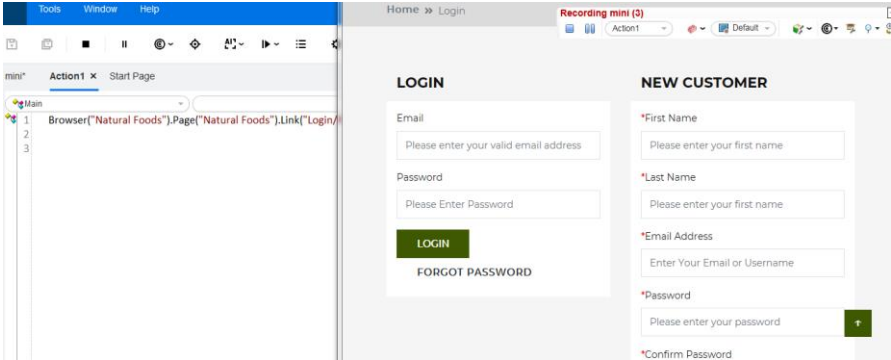 Tools Window Help
mini* Action1 × Start Page
Main
1 Browser("Natural Foods").Page("Natural Foods").Link("Login/
2
3
Home » Login
Recording mini (3)
Action1 Default
LOGIN
Email
Please enter your valid email address
Password
Please Enter Password
LOGIN
FORGOT PASSWORD
NEW CUSTOMER
*First Name
Please enter your first name
*Last Name
Please enter your first name
*Email Address
Enter Your Email or Username
*Password
Please enter your password
*Confirm Password